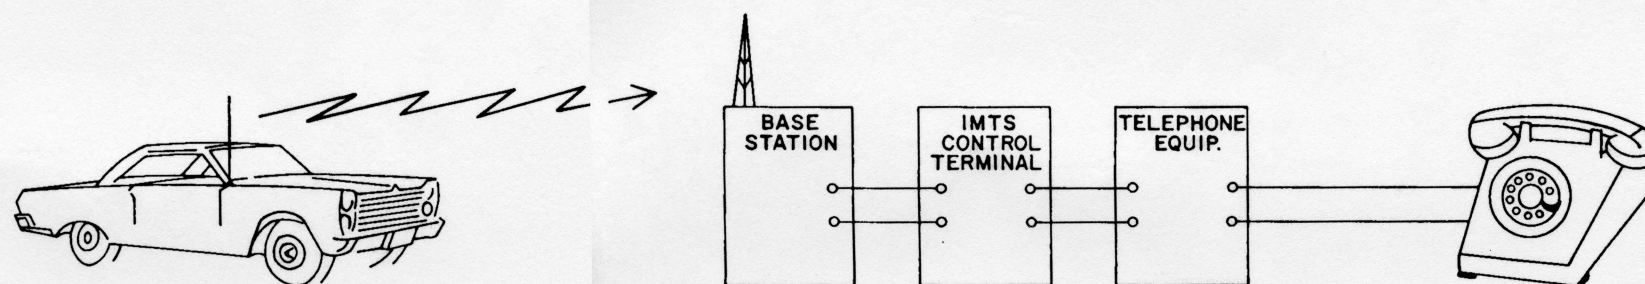 BASE
STATION
IMTS
CONTROL
TERMINAL
TELEPHONE
EQUIP.